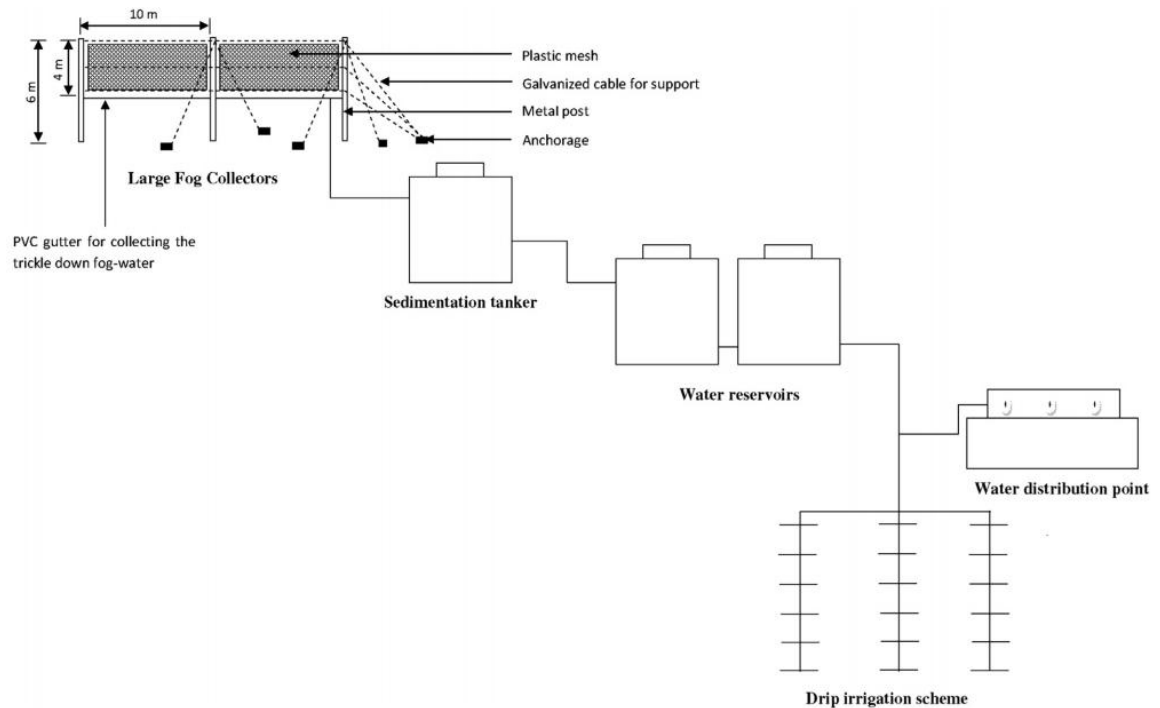 10 m
4 m
6 m
Plastic mesh
Galvanized cable for support
Metal post
Anchorage
Large Fog Collectors
PVC gutter for collecting the
trickle down fog-water
Sedimentation tanker
Water reservoirs
Water distribution point
Drip irrigation scheme